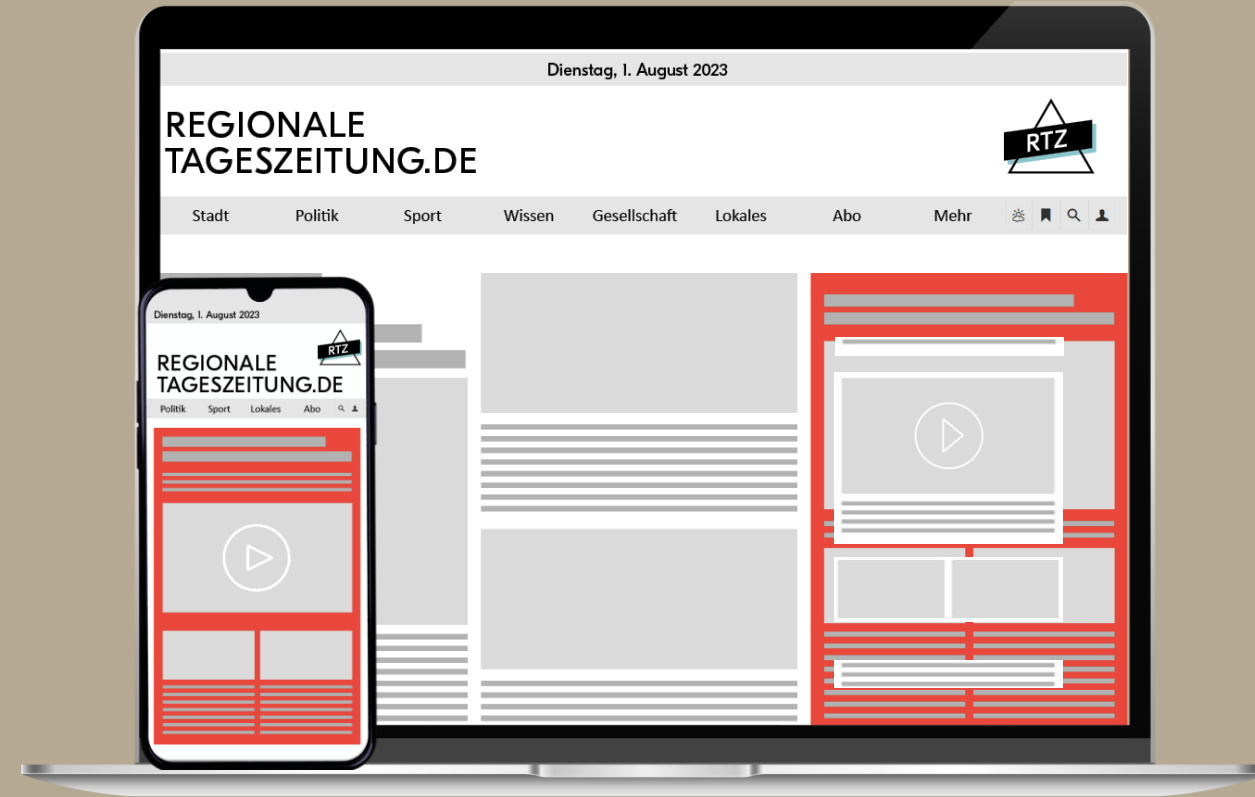 Dienstag, 1. August 2023
REGIONALE
TAGESZEITUNG.DE
RTZ
Stadt Politik Sport Wissen Gesellschaft Lokales Abo Mehr
Dienstag, 1. August 2023
RTZ
REGIONALE
TAGESZEITUNG.DE
Politik Sport Lokales Abo